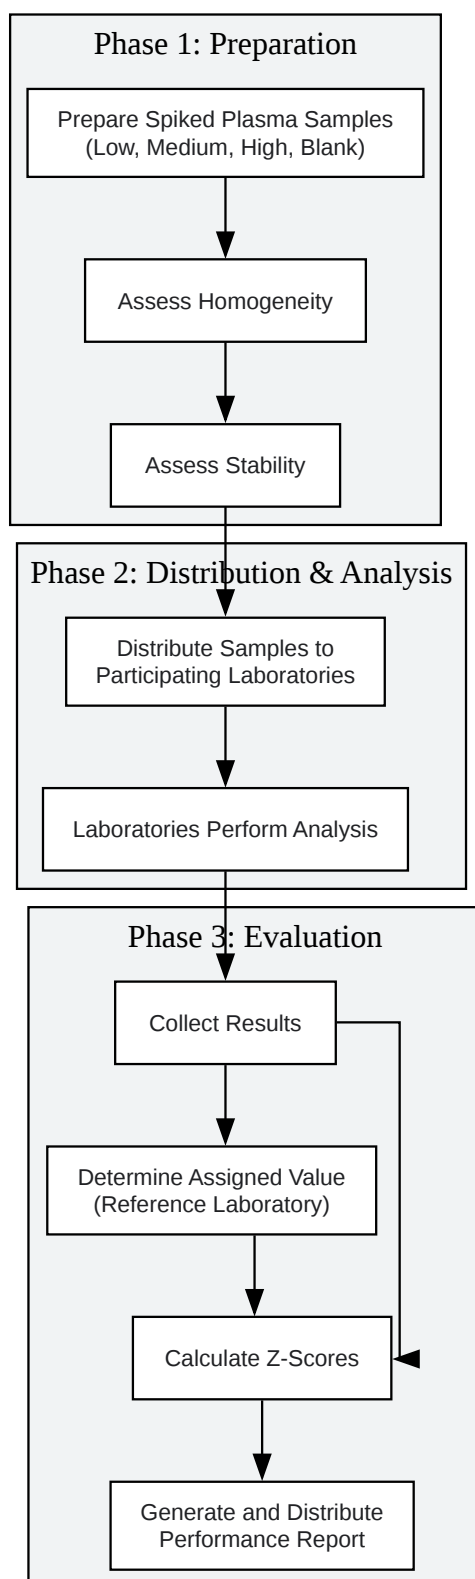 Phase 1: Preparation
Prepare Spiked Plasma Samples
(Low, Medium, High, Blank)
Assess Homogeneity
Assess Stability
Phase 2: Distribution & Analysis
Distribute Samples to
Participating Laboratories
Laboratories Perform Analysis
Phase 3: Evaluation
Collect Results
Determine Assigned Value
(Reference Laboratory)
Calculate Z-Scores
Generate and Distribute
Performance Report